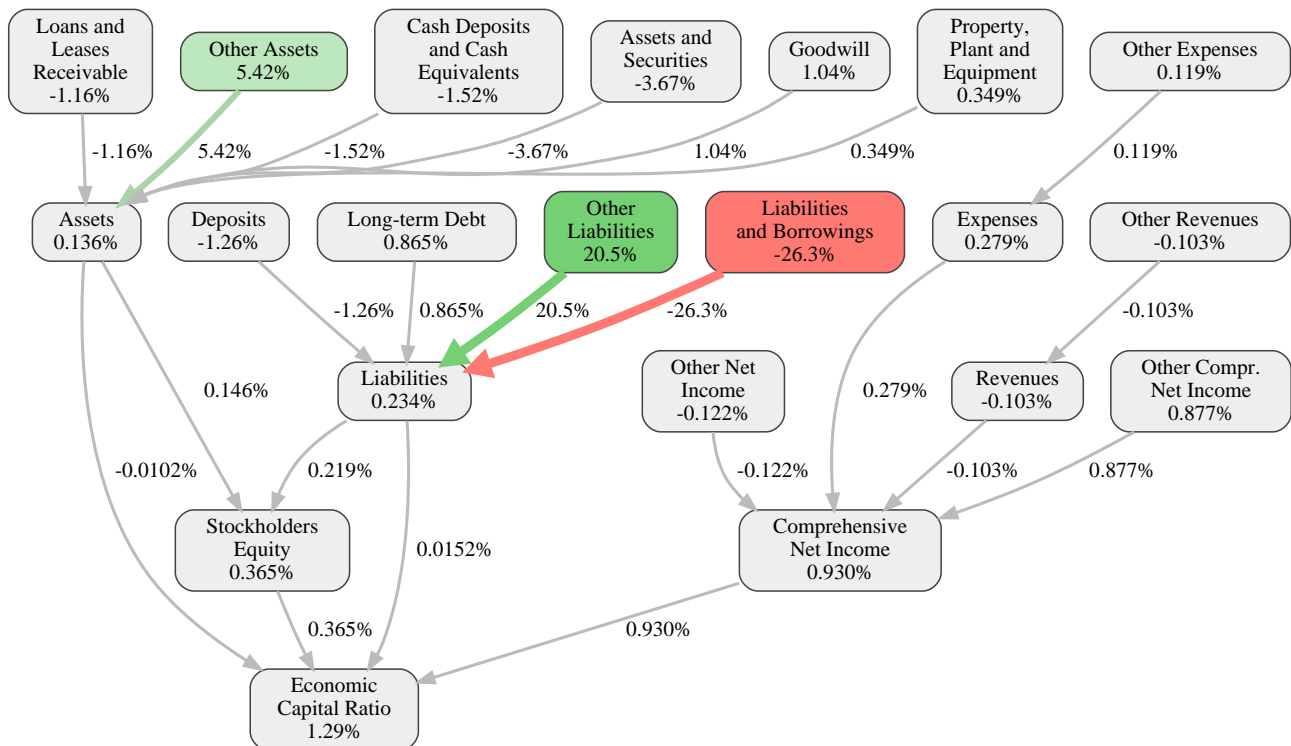 Loans and
Leases
Receivable
-1.16%
Other Assets
5.42%
Cash Deposits
and Cash
Equivalents
-1.52%
Assets and
Securities
-3.67%
Goodwill
1.04%
Property,
Plant and
Equipment
0.349%
Other Expenses
0.119%
-1.16%
5.42%
-1.52%
-3.67%
1.04%
0.349%
0.119%
Assets
0.136%
Deposits
-1.26%
Long-term Debt
0.865%
Other
Liabilities
20.5%
Liabilities
and Borrowings
-26.3%
Expenses
0.279%
Other Revenues
-0.103%
-1.26%
0.865%
20.5%
-26.3%
-0.103%
0.146%
Liabilities
0.234%
Other Net
Income
-0.122%
0.279%
Revenues
-0.103%
Other Compr.
Net Income
0.877%
-0.0102%
0.219%
-0.122%
-0.103%
0.877%
Stockholders
Equity
0.365%
0.0152%
Comprehensive
Net Income
0.930%
0.365%
0.930%
Economic
Capital Ratio
1.29%